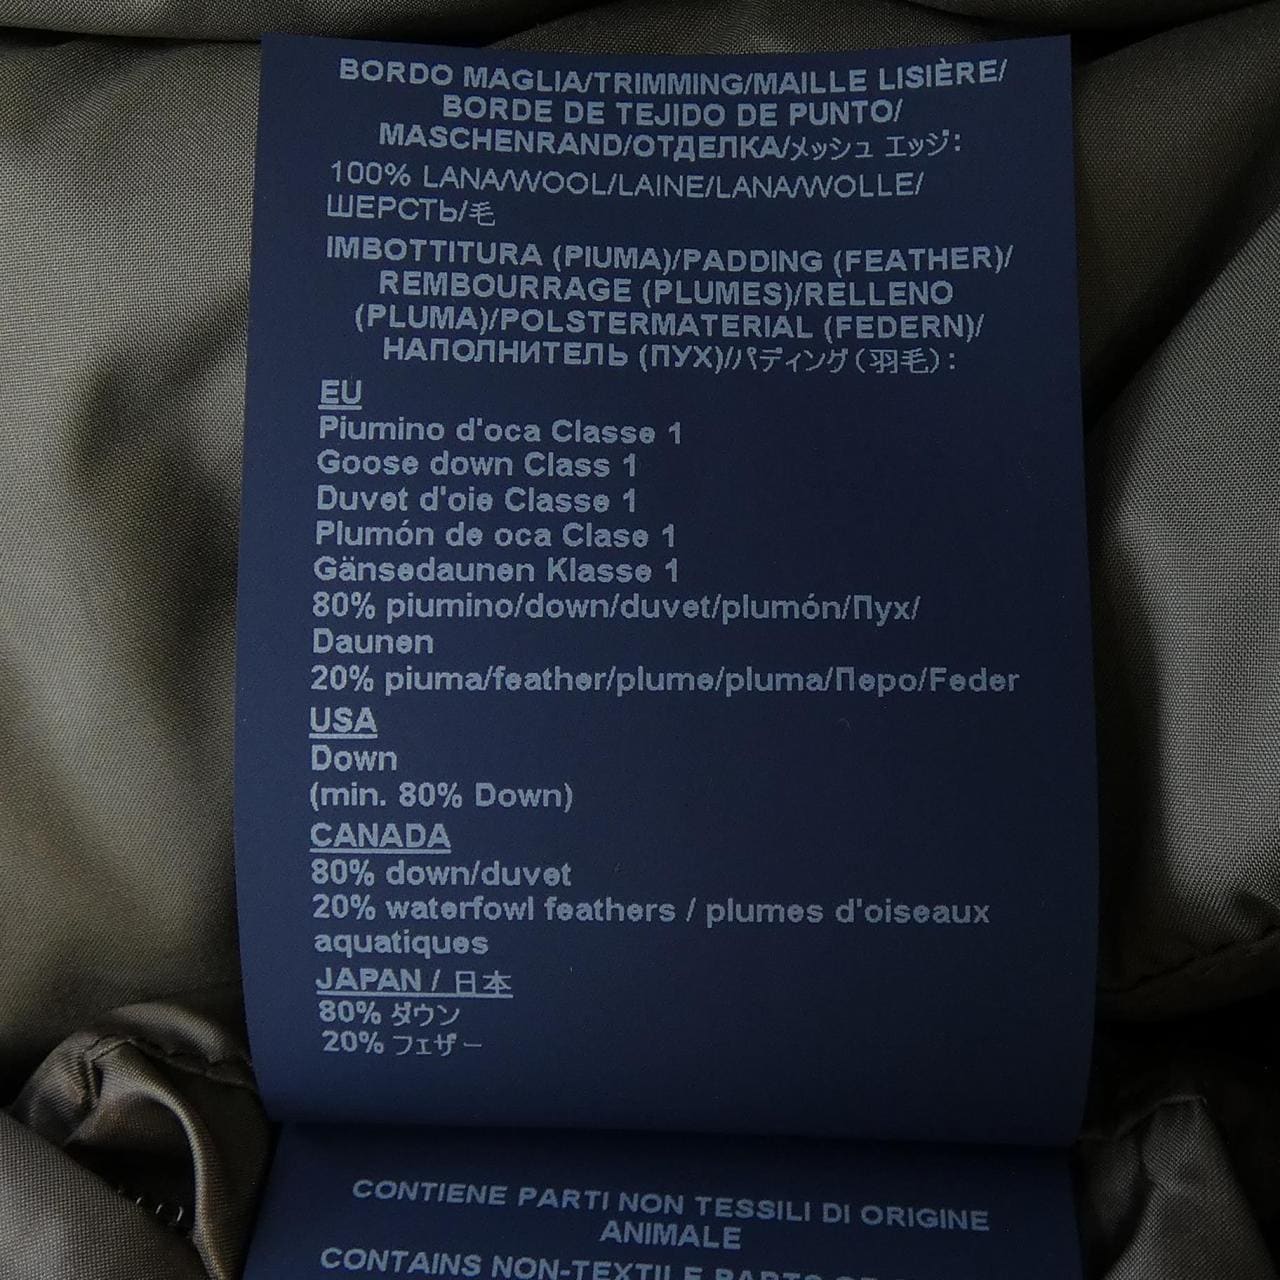 BORDO MAGLIA/TRIMMING/MAILLE LISIÈRE/
BORDE DE TEJIDO DE PUNTO/
MASCHENRAND/ОТДЕЛКА/メッシュ エッジ:
100% LANA/WOOL/LAINE/LANA/WOLLE/
ШЕРСТЬ/毛
IMBOTTITURA (PIUMA)/PADDING (FEATHER)/
REMBOURRAGE (PLUMES)/RELLENO
(PLUMA)/POLSTERMATERIAL (FEDERN)/
НАПОЛНИТЕЛЬ (ПУХ)/パディング(羽毛):
EU
Piumino d'oca Classe 1
Goose down Class 1
Duvet d'oie Classe 1
Plumón de oca Clase 1
Gänsedaunen Klasse 1
80% piumino/down/duvet/plumón/Пух/
Daunen
20% piuma/feather/plume/pluma/Перо/Feder
USA
Down
(min. 80% Down)
CANADA
80% down/duvet
20% waterfowl feathers / plumes d'oiseaux
aquatiques
JAPAN / 日本
80% ダウン
20% フェザー
CONTIENE PARTI NON TESSILI DI ORIGINE
ANIMALE
CONTAINS NON-TEXTILE PARTS OF